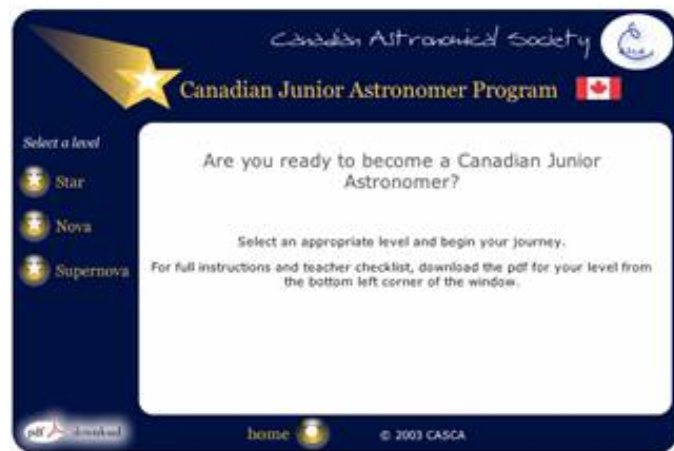 Canadian Astronomical Society
Canadian Junior Astronomer Program
Select a level
Star
Nova
Supernova
Are you ready to become a Canadian Junior
Astronomer?
Select an appropriate level and begin your journey.
For full instructions and teacher checklist, download the pdf for your level from
the bottom left corner of the window.
pdf download
home
© 2003 CASCA